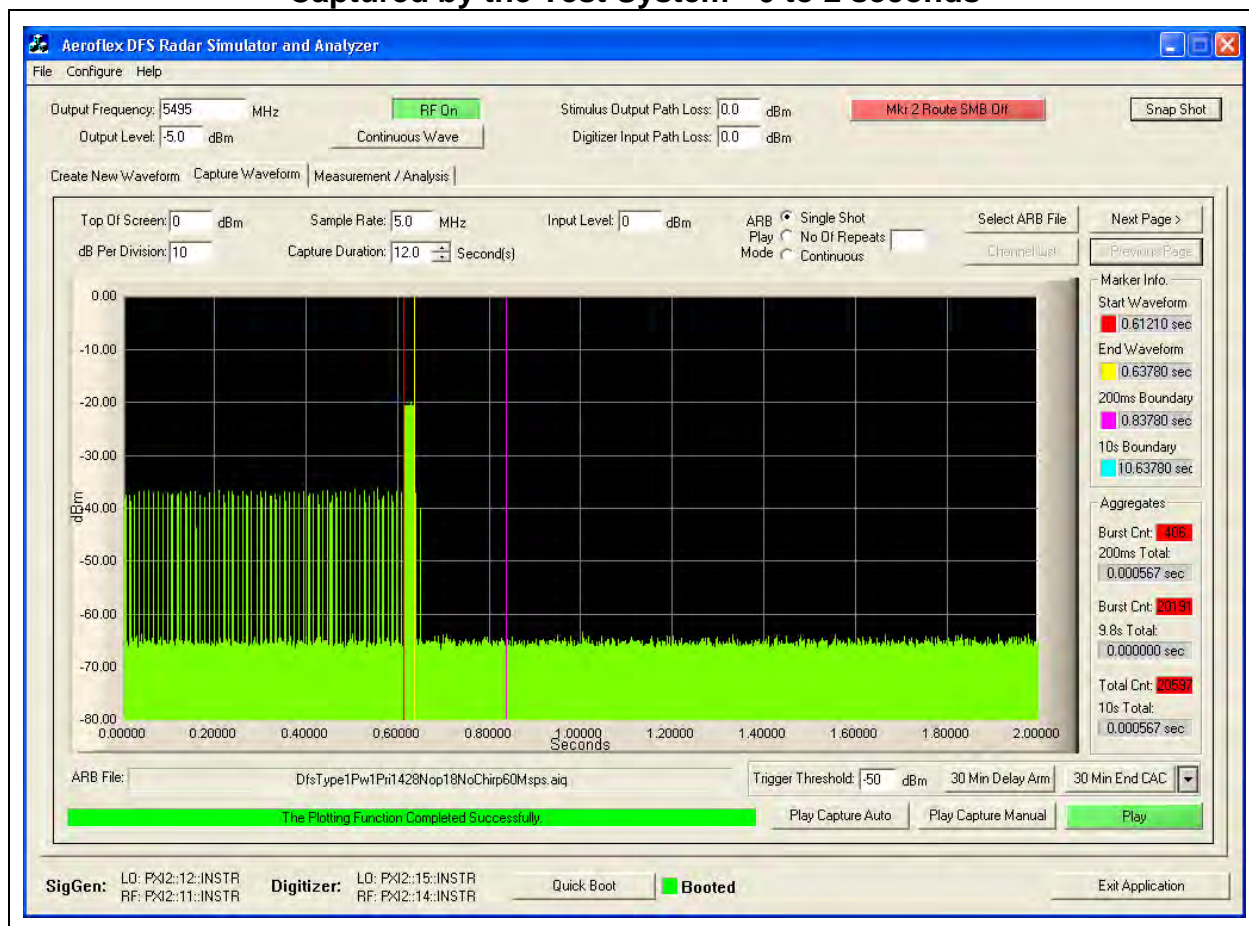 Aeroflex DFS Radar Simulator and Analyzer
File Configure Help
Output Frequency: 5495 MHz RF On Stimulus Output Path Loss: 0.0 dBm Mkr 2 Route SMB Off Snap Shot
Output Level: -5.0 dBm Continuous Wave Digitizer Input Path Loss: 0.0 dBm
Create New Waveform Capture Waveform Measurement / Analysis
Top Of Screen: 0 dBm Sample Rate: 5.0 MHz Input Level: 0 dBm ARB Play Mode Single Shot Select ARB File Next Page >
No Of Repeats
dB Per Division: 10 Capture Duration: 12.0 Second(s) Continuous Channel List Previous Page
Marker Info.
Start Waveform
0.61210 sec
End Waveform
0.63780 sec
200ms Boundary
0.83780 sec
10s Boundary
10.63780 sec
Aggregates
Burst Cnt: 406
200ms Total:
0.000567 sec
Burst Cnt: 20191
9.8s Total:
0.000000 sec
Total Cnt: 20597
10s Total:
0.000567 sec
0.00
-10.00
-20.00
-30.00
-40.00
dBm
-50.00
-60.00
-70.00
-80.00
0.00000 0.20000 0.40000 0.60000 0.80000 1.00000 1.20000 1.40000 1.60000 1.80000 2.00000
Seconds
ARB File: DfsType1Pw1Pri1428Nop18NoChirp60Msps.aiq Trigger Threshold: -50 dBm 30 Min Delay Arm 30 Min End CAC
The Plotting Function Completed Successfully. Play Capture Auto Play Capture Manual Play
SigGen: LO: PXI2::12::INSTR Digitizer: LO: PXI2::15::INSTR Quick Boot Booted Exit Application
RF: PXI2::11::INSTR RF: PXI2::14::INSTR